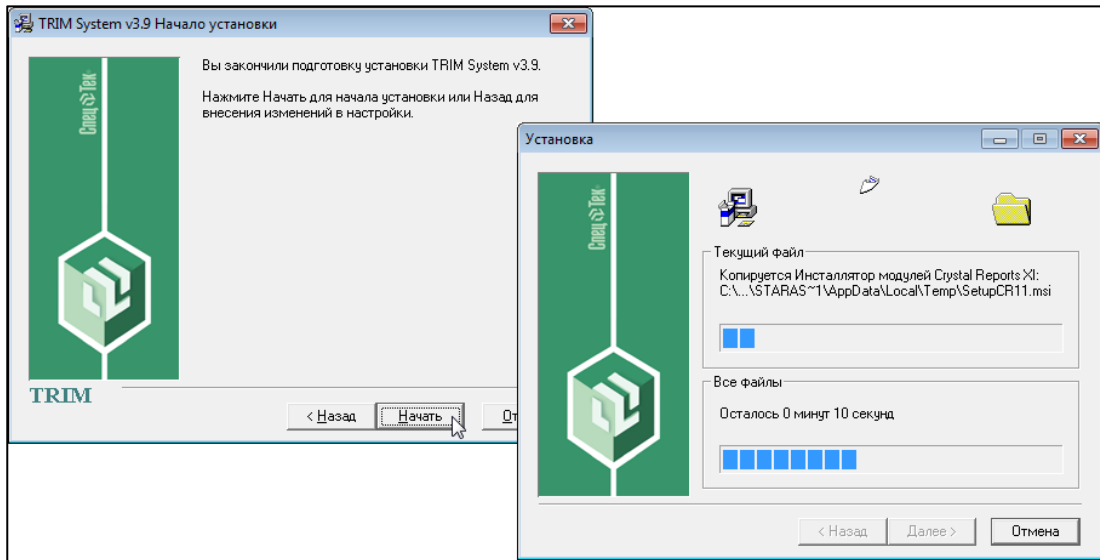 TRIM System v3.9 Начало установки
Спец Тек
Вы закончили подготовку установки TRIM System v3.9.
Нажмите Начать для начала установки или Назад для
внесения изменений в настройки.
TRIM
< Назад
Начать
От
Установка
Спец Тек
Текущий файл
Копируется Инсталлятор модулей Crystal Reports XI:
C:\...\STARAS~1\AppData\Local\Temp\SetupCR11.msi
Все файлы
Осталось 0 минут 10 секунд
< Назад
Далее >
Отмена